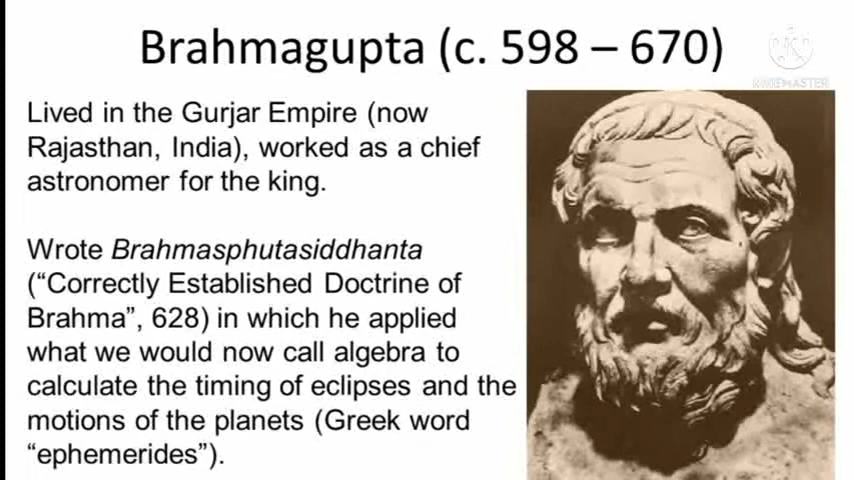 Brahmagupta (c. 598 – 670)
KINEMASTER
Lived in the Gurjar Empire (now
Rajasthan, India), worked as a chief
astronomer for the king.
Wrote Brahmasphutasiddhanta
(“Correctly Established Doctrine of
Brahma”, 628) in which he applied
what we would now call algebra to
calculate the timing of eclipses and the
motions of the planets (Greek word
“ephemerides”).